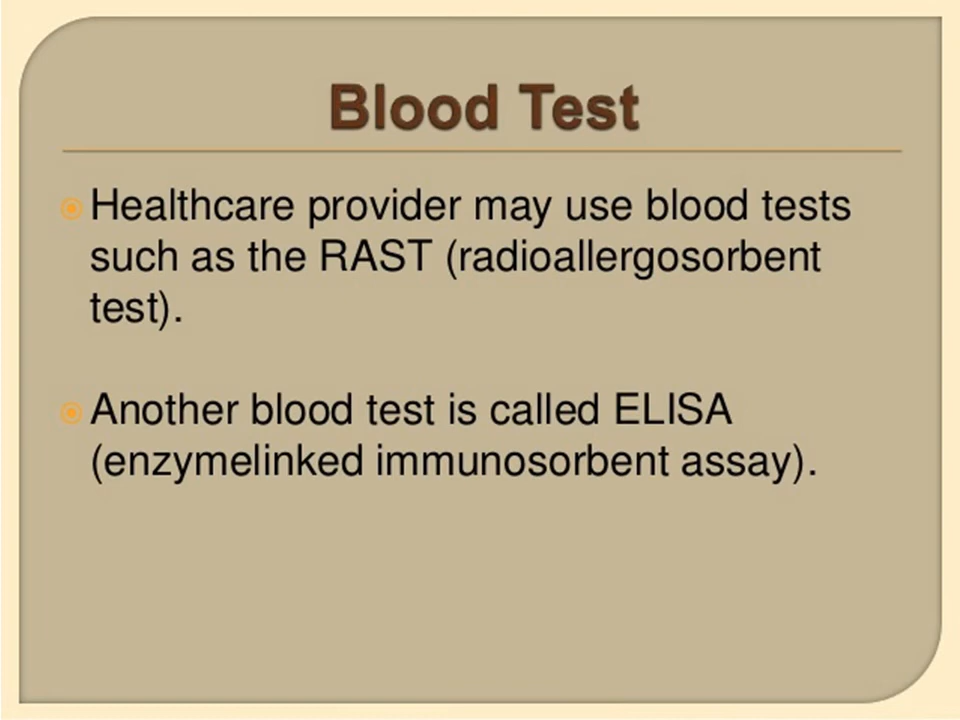 Blood Test
Healthcare provider may use blood tests
such as the RAST (radioallergosorbent
test).
Another blood test is called ELISA
(enzymelinked immunosorbent assay).